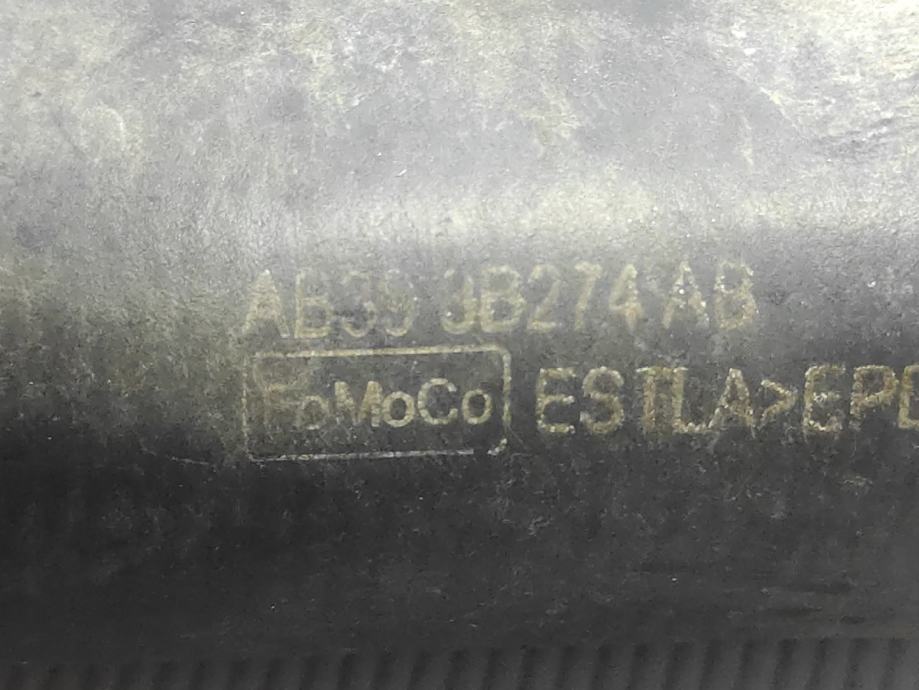 AB39 3B274 AB
FoMoCo ESTLA>EPD